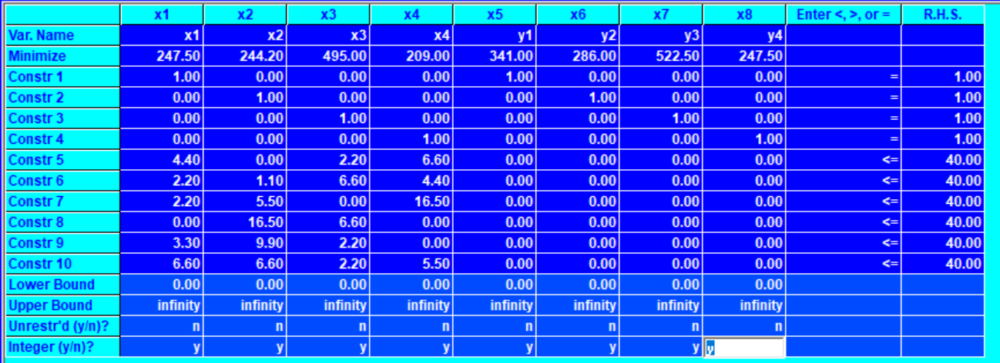 x1 x2 x3 x4 x5 x6 x7 x8 Enter <, >, or = R.H.S.
Var. Name x1 x2 x3 x4 y1 y2 y3 y4
Minimize 247.50 244.20 495.00 209.00 341.00 286.00 522.50 247.50
Constr 1 1.00 0.00 0.00 0.00 1.00 0.00 0.00 0.00 = 1.00
Constr 2 0.00 1.00 0.00 0.00 0.00 1.00 0.00 0.00 = 1.00
Constr 3 0.00 0.00 1.00 0.00 0.00 0.00 1.00 0.00 = 1.00
Constr 4 0.00 0.00 0.00 1.00 0.00 0.00 0.00 1.00 = 1.00
Constr 5 4.40 0.00 2.20 6.60 0.00 0.00 0.00 0.00 <= 40.00
Constr 6 2.20 1.10 6.60 4.40 0.00 0.00 0.00 0.00 <= 40.00
Constr 7 2.20 5.50 0.00 16.50 0.00 0.00 0.00 0.00 <= 40.00
Constr 8 0.00 16.50 6.60 0.00 0.00 0.00 0.00 0.00 <= 40.00
Constr 9 3.30 9.90 2.20 0.00 0.00 0.00 0.00 0.00 <= 40.00
Constr 10 6.60 6.60 2.20 5.50 0.00 0.00 0.00 0.00 <= 40.00
Lower Bound 0.00 0.00 0.00 0.00 0.00 0.00 0.00 0.00
Upper Bound infinity infinity infinity infinity infinity infinity infinity infinity
Unrestr'd (y/n)? n n n n n n n n
Integer (y/n)? y y y y y y y y